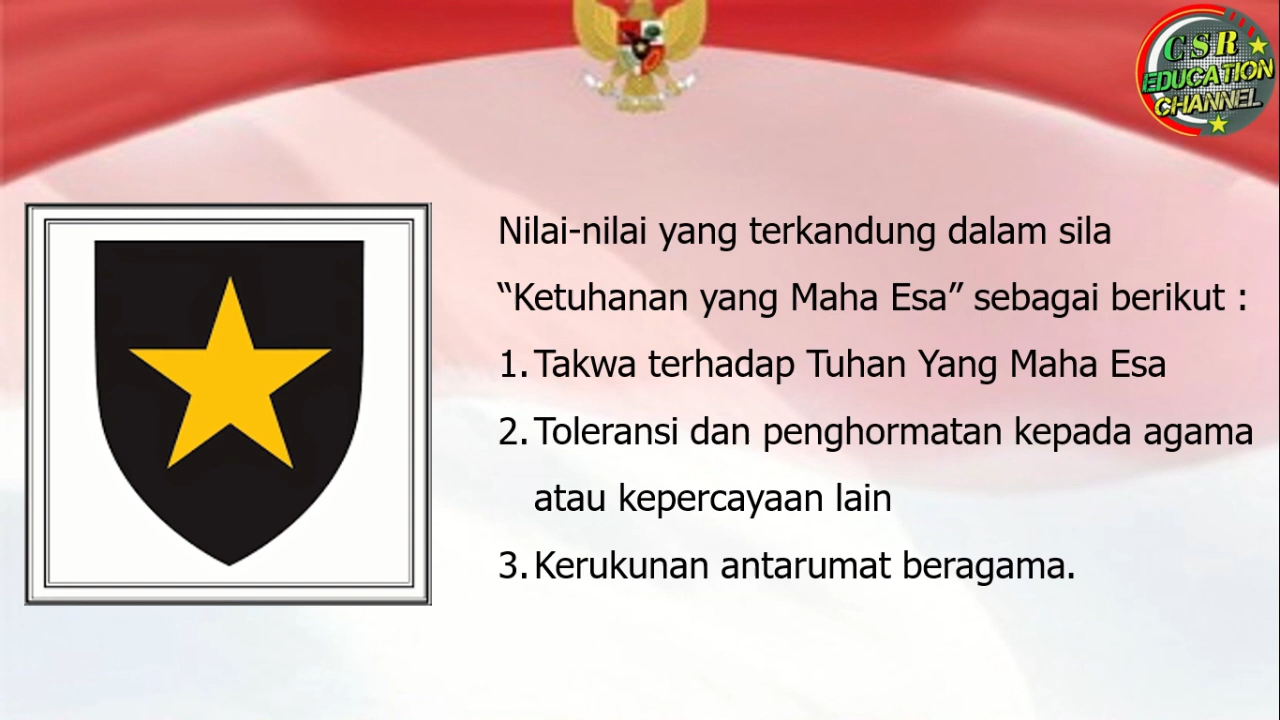 CSR
EDUCATION
CHANNEL
Nilai-nilai yang terkandung dalam sila
“Ketuhanan yang Maha Esa” sebagai berikut :
1. Takwa terhadap Tuhan Yang Maha Esa
2. Toleransi dan penghormatan kepada agama
atau kepercayaan lain
3. Kerukunan antarumat beragama.